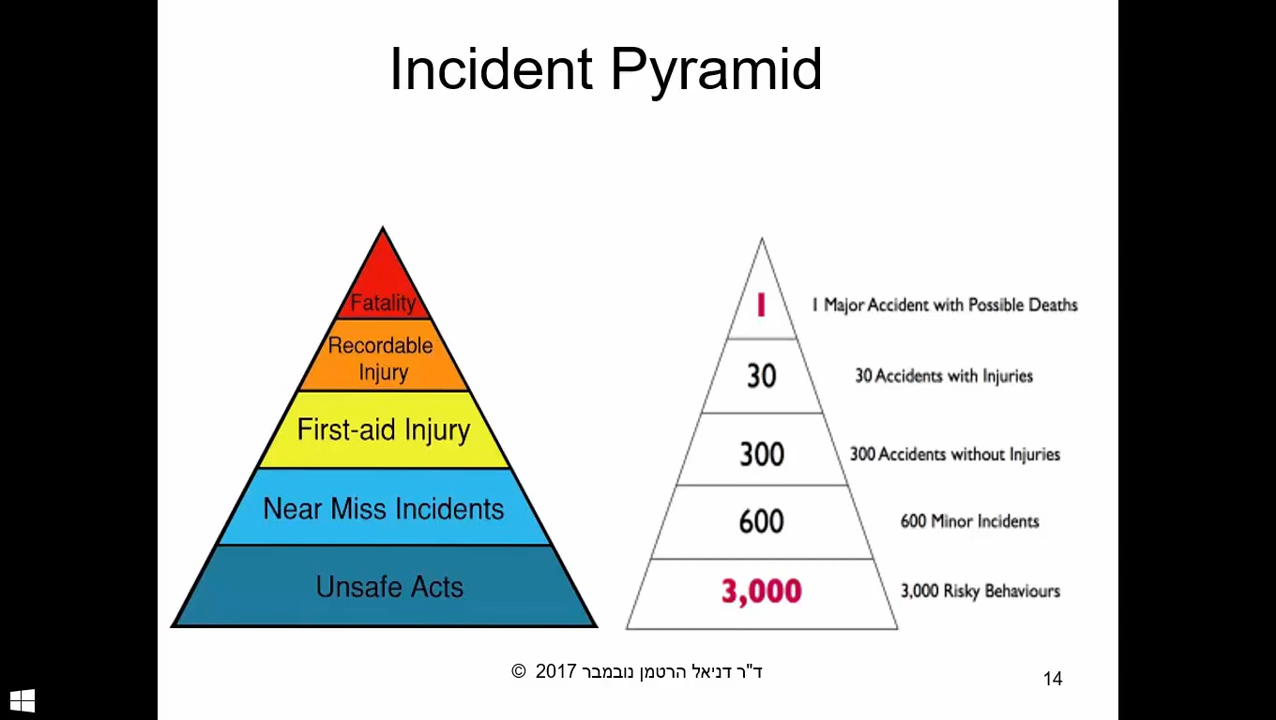 Incident Pyramid
Fatality
Recordable
Injury
First-aid Injury
Near Miss Incidents
Unsafe Acts
1 1 Major Accident with Possible Deaths
30 30 Accidents with Injuries
300 300 Accidents without Injuries
600 600 Minor Incidents
3,000 3,000 Risky Behaviours
ד"ר דניאל הרטמן נובמבר 2017 ©
14